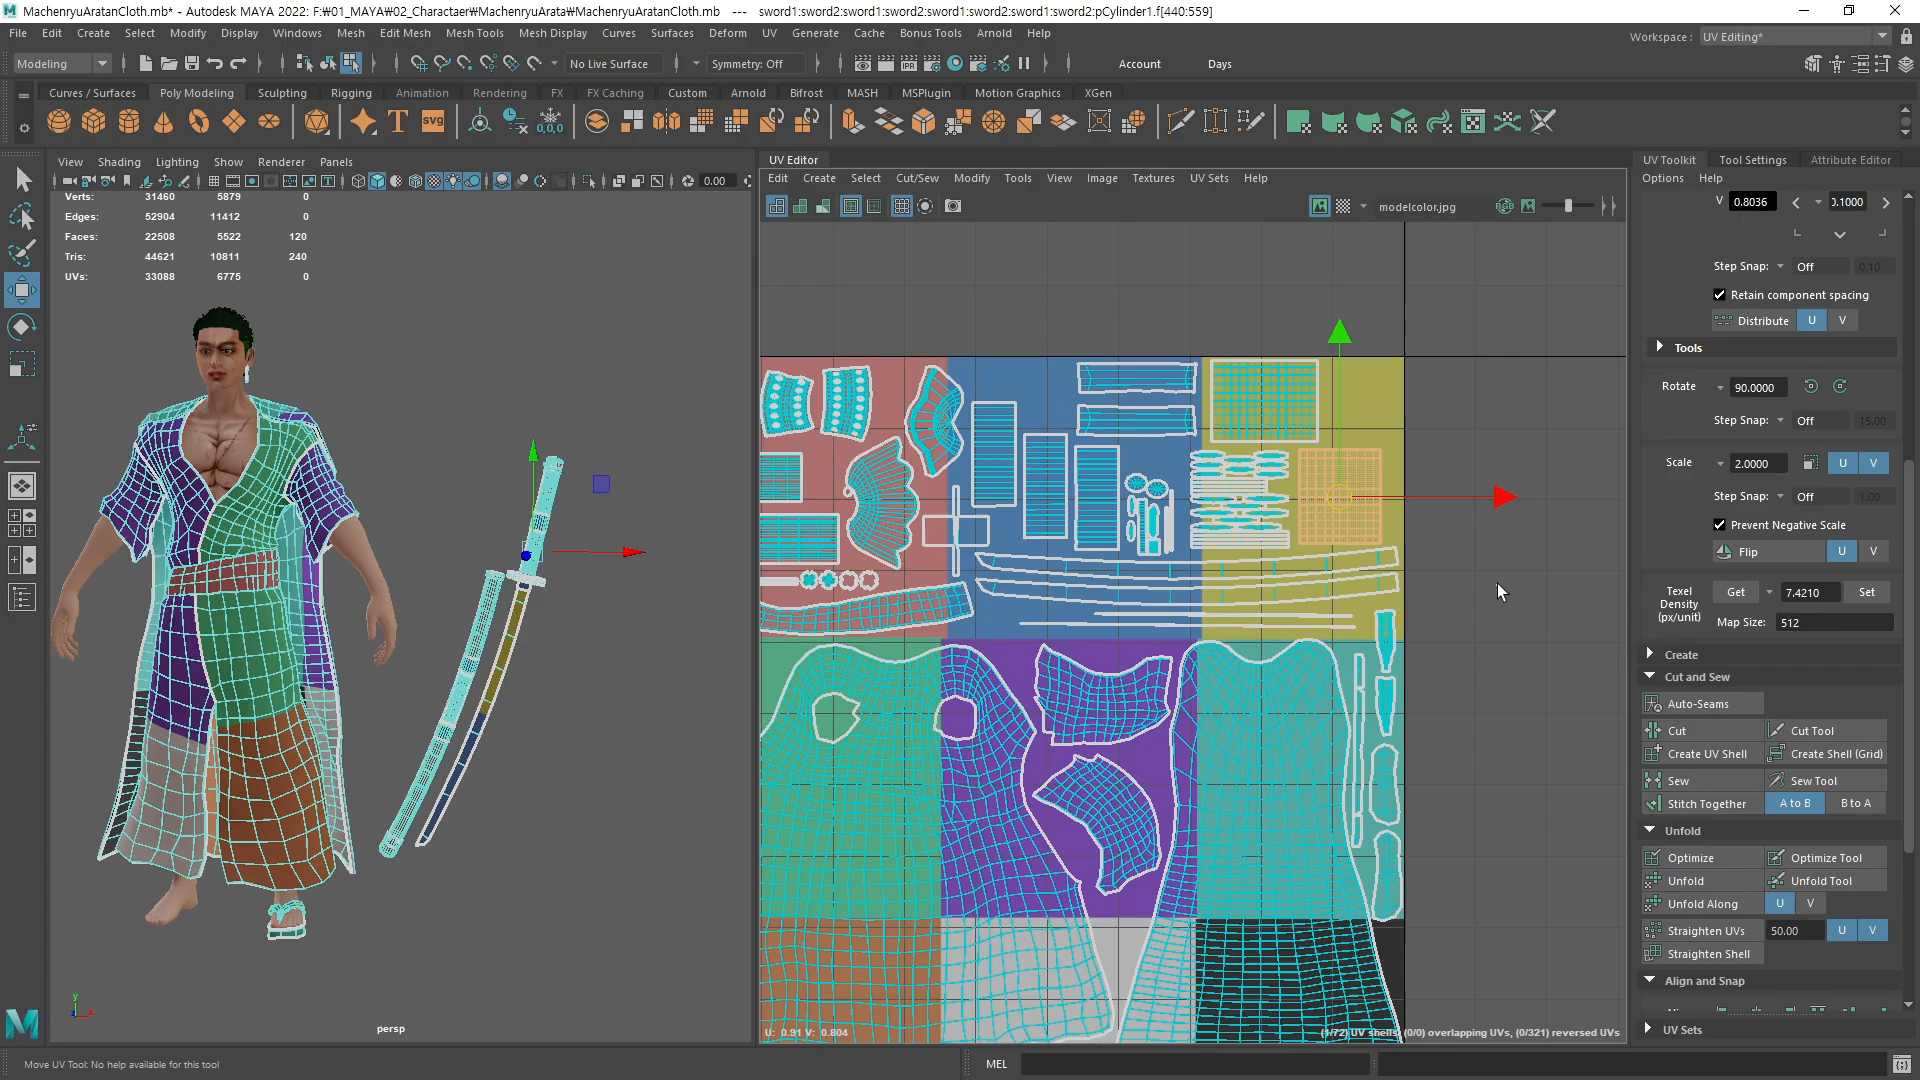 MachenryuAratanCloth.mb* - Autodesk MAYA 2022: F:₩01_MAYA₩02_Charactaer₩MachenryuArata₩MachenryuAratanCloth.mb   ---   sword1:sword2:sword1:sword2:sword1:sword2:sword1:sword2:pCylinder1.f[440:559]
File Edit Create Select Modify Display Windows Mesh Edit Mesh Mesh Tools Mesh Display Curves Surfaces Deform UV Generate Cache Bonus Tools Arnold Help
Workspace : UV Editing*
Modeling No Live Surface Symmetry: Off Account Days
Curves / Surfaces Poly Modeling Sculpting Rigging Animation Rendering FX FX Caching Custom Arnold Bifrost MASH MSPlugin Motion Graphics XGen
View Shading Lighting Show Renderer Panels
0.00
Verts: 31460 5879 0
Edges: 52904 11412 0
Faces: 22508 5522 120
Tris: 44621 10811 240
UVs: 33088 6775 0
persp
UV Editor
Edit Create Select Cut/Sew Modify Tools View Image Textures UV Sets Help
modelcolor.jpg
U: 0.91 V: 0.804
(1/72) UV shells, (0/0) overlapping UVs, (0/321) reversed UVs
UV Toolkit Tool Settings Attribute Editor
Options Help
V 0.8036 0.1000
Step Snap: Off 0.10
Retain component spacing
Distribute U V
Tools
Rotate 90.0000
Step Snap: Off 15.00
Scale 2.0000 U V
Step Snap: Off 1.00
Prevent Negative Scale
Flip U V
Texel Density (px/unit) Get 7.4210 Set
Map Size: 512
Create
Cut and Sew
Auto-Seams
Cut Cut Tool
Create UV Shell Create Shell (Grid)
Sew Sew Tool
Stitch Together A to B B to A
Unfold
Optimize Optimize Tool
Unfold Unfold Tool
Unfold Along U V
Straighten UVs 50.00 U V
Straighten Shell
Align and Snap
UV Sets
Move UV Tool: No help available for this tool
MEL